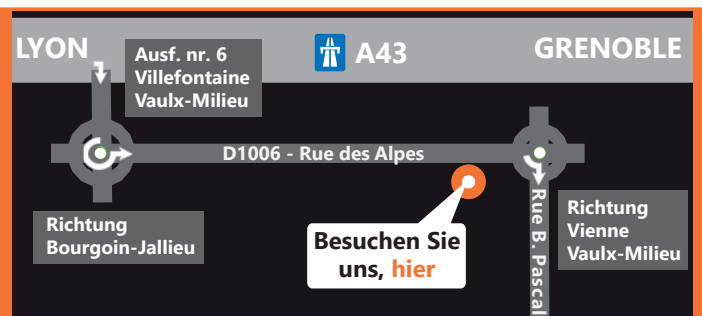 LYON
Ausf. nr. 6
Villefontaine
Vaulx-Milieu
A43
GRENOBLE
D1006 - Rue des Alpes
Richtung
Bourgoin-Jallieu
Besuchen Sie
uns, hier
Rue B. Pascal
Richtung
Vienne
Vaulx-Milieu